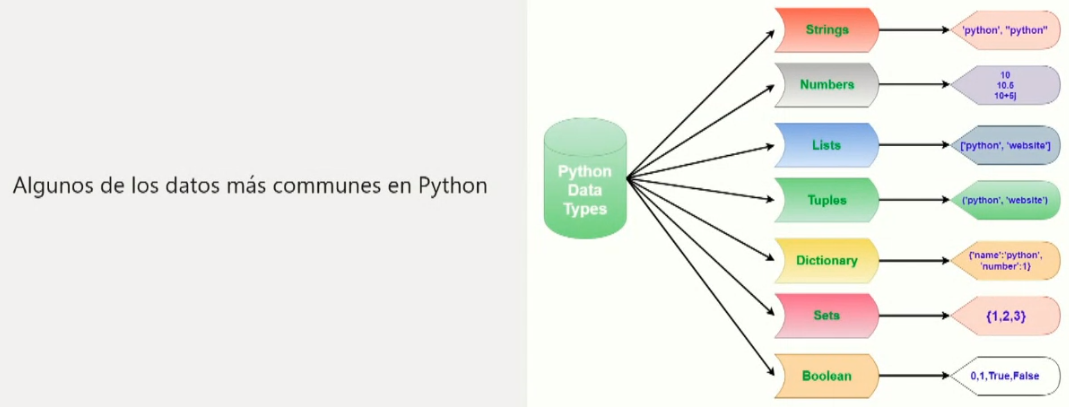 Algunos de los datos más communes en Python
Python
Data
Types
Strings
'python', "python"
Numbers
10
10.5
10+5j
Lists
['python', 'website']
Tuples
('python', 'website')
Dictionary
{'name':'python',
'number':1}
Sets
{1,2,3}
Boolean
0,1,True,False